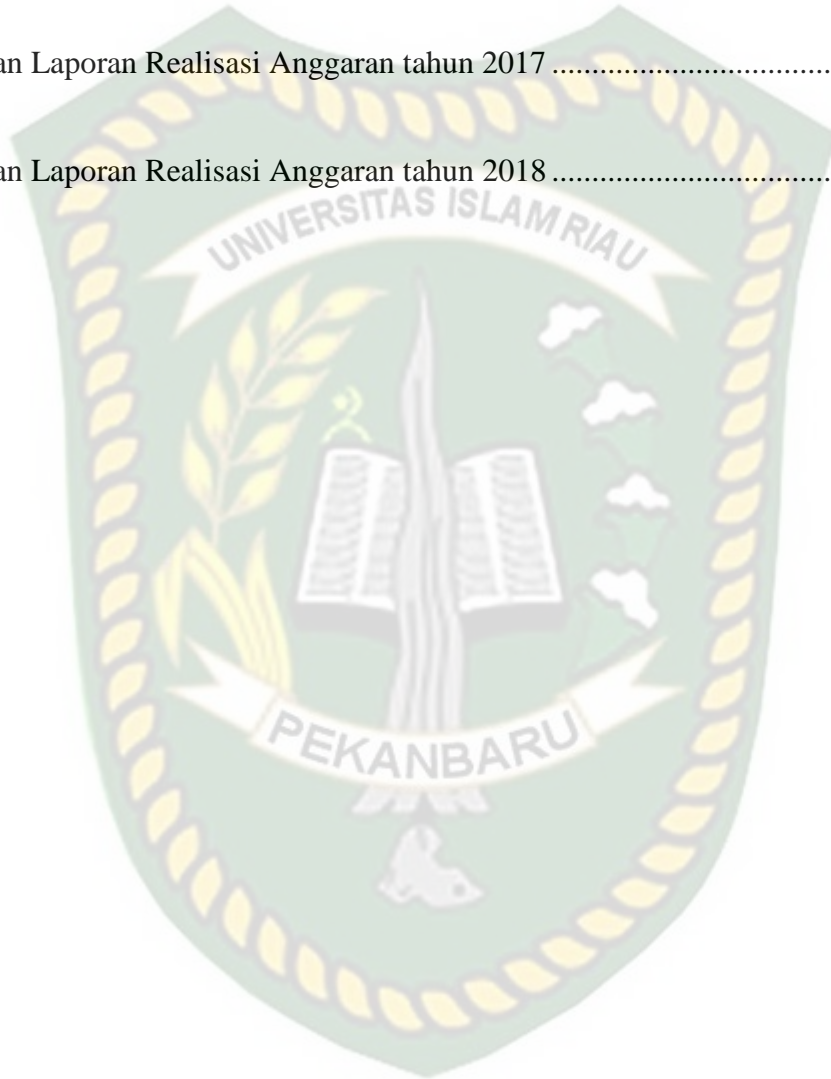 an Laporan Realisasi Anggaran tahun 2017 ...................................
an Laporan Realisasi Anggaran tahun 2018 ...................................
UNIVERSITAS ISLAM RIAU
PEKANBARU